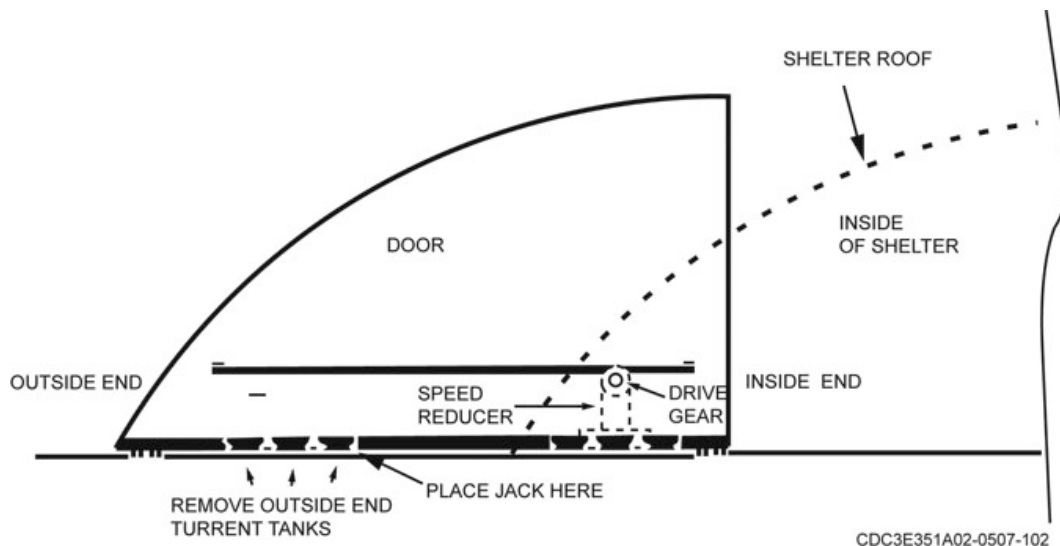 SHELTER ROOF
DOOR
INSIDE
OF SHELTER
OUTSIDE END
SPEED
REDUCER
DRIVE
GEAR
INSIDE END
REMOVE OUTSIDE END
TURRENT TANKS
PLACE JACK HERE
CDC3E351A02-0507-102